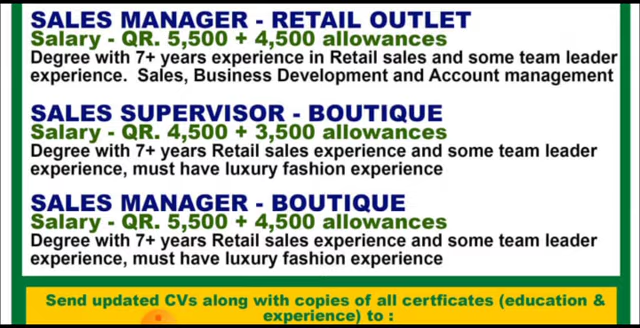 SALES MANAGER - RETAIL OUTLET
Salary - QR. 5,500 + 4,500 allowances
Degree with 7+ years experience in Retail sales and some team leader
experience. Sales, Business Development and Account management
SALES SUPERVISOR - BOUTIQUE
Salary - QR. 4,500 + 3,500 allowances
Degree with 7+ years Retail sales experience and some team leader
experience, must have luxury fashion experience
SALES MANAGER - BOUTIQUE
Salary - QR. 5,500 + 4,500 allowances
Degree with 7+ years Retail sales experience and some team leader
experience, must have luxury fashion experience
Send updated CVs along with copies of all certficates (education &
experience) to :